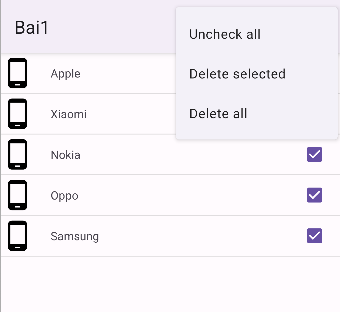 Bai1
Uncheck all
Delete selected
Delete all
Apple
Xiaomi
Nokia
Oppo
Samsung